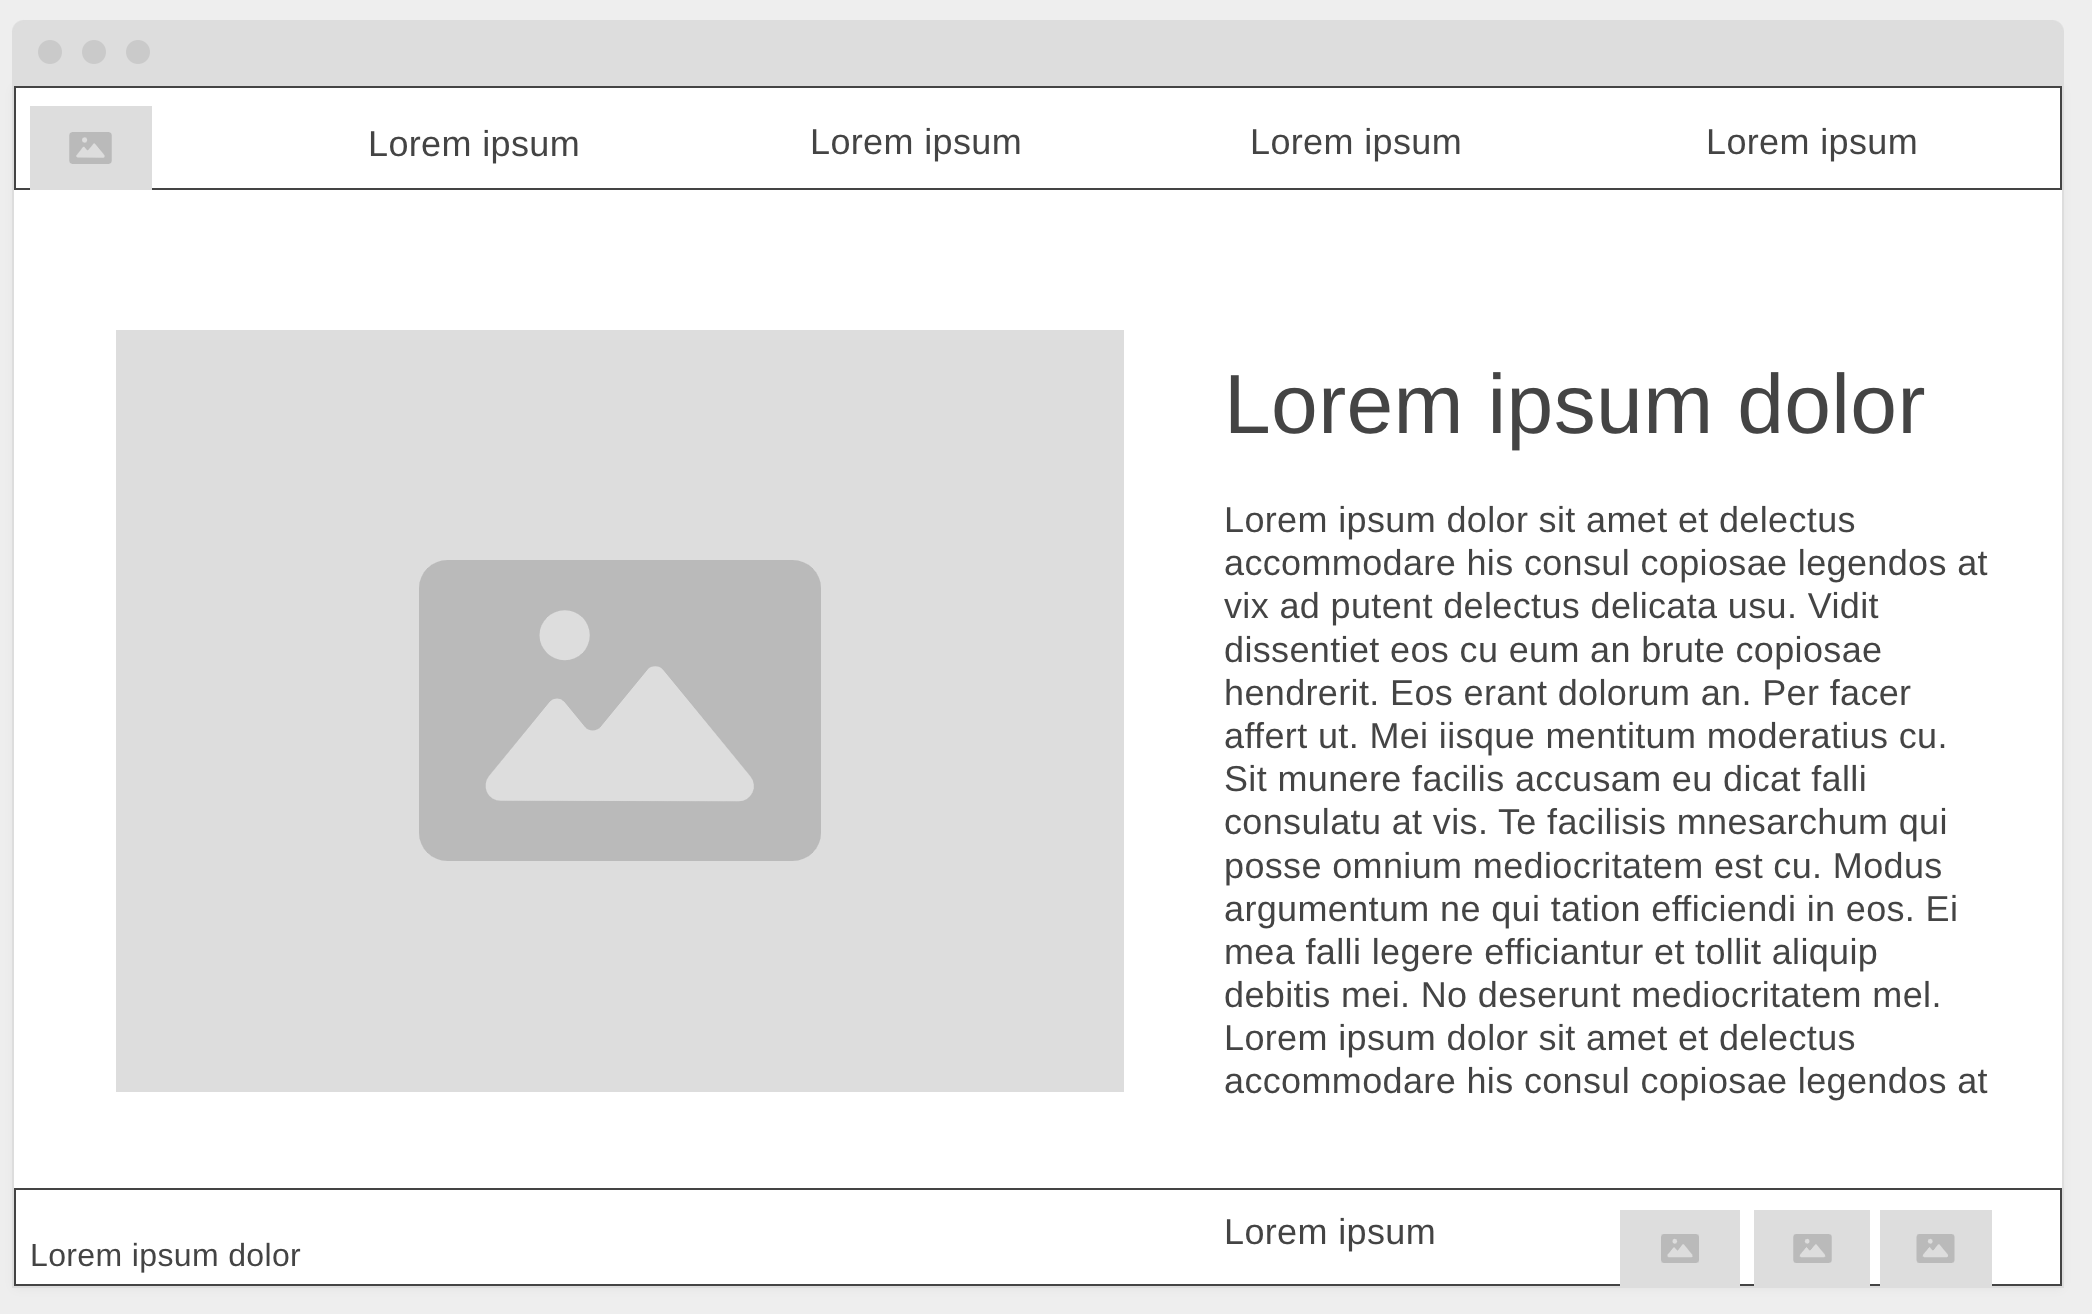 Lorem ipsum
Lorem ipsum
Lorem ipsum
Lorem ipsum
Lorem ipsum dolor
Lorem ipsum dolor sit amet et delectus
accommodare his consul copiosae legendos at
vix ad putent delectus delicata usu. Vidit
dissentiet eos cu eum an brute copiosae
hendrerit. Eos erant dolorum an. Per facer
affert ut. Mei iisque mentitum moderatius cu.
Sit munere facilis accusam eu dicat falli
consulatu at vis. Te facilisis mnesarchum qui
posse omnium mediocritatem est cu. Modus
argumentum ne qui tation efficiendi in eos. Ei
mea falli legere efficiantur et tollit aliquip
debitis mei. No deserunt mediocritatem mel.
Lorem ipsum dolor sit amet et delectus
accommodare his consul copiosae legendos at
Lorem ipsum dolor
Lorem ipsum